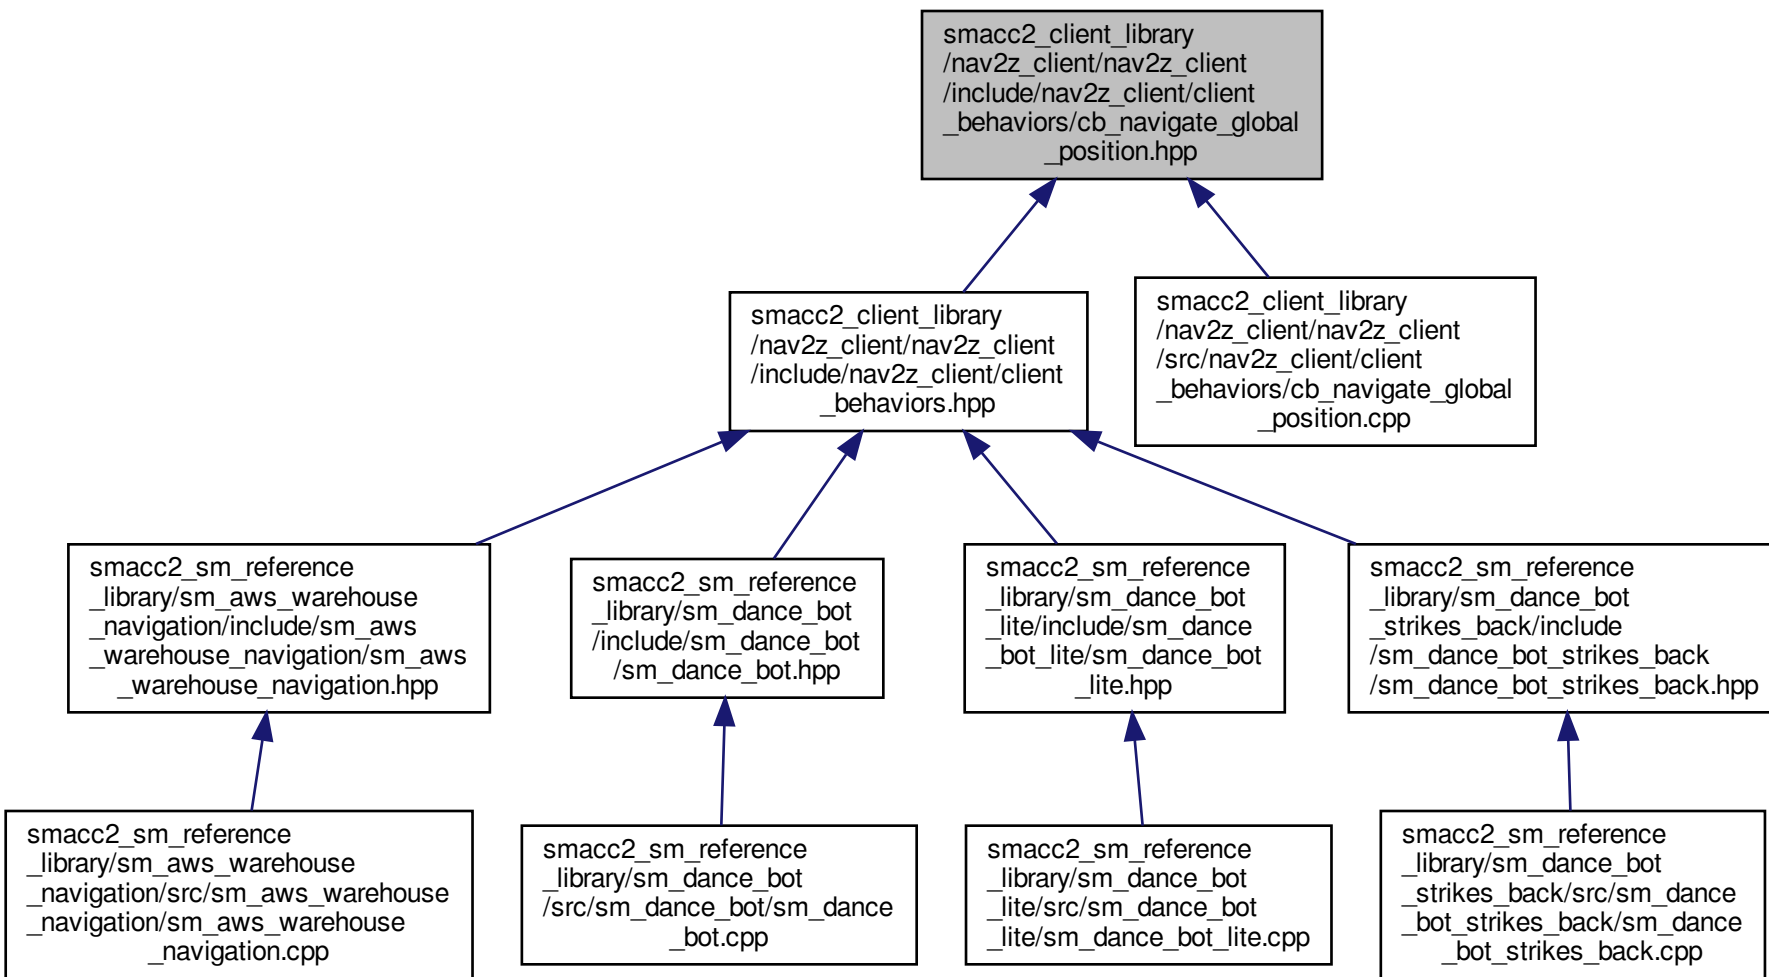 smacc2_client_library
/nav2z_client/nav2z_client
/include/nav2z_client/client
_behaviors/cb_navigate_global
_position.hpp
smacc2_client_library
/nav2z_client/nav2z_client
/include/nav2z_client/client
_behaviors.hpp
smacc2_client_library
/nav2z_client/nav2z_client
/src/nav2z_client/client
_behaviors/cb_navigate_global
_position.cpp
smacc2_sm_reference
_library/sm_aws_warehouse
_navigation/include/sm_aws
_warehouse_navigation/sm_aws
_warehouse_navigation.hpp
smacc2_sm_reference
_library/sm_dance_bot
/include/sm_dance_bot
/sm_dance_bot.hpp
smacc2_sm_reference
_library/sm_dance_bot
_lite/include/sm_dance
_bot_lite/sm_dance_bot
_lite.hpp
smacc2_sm_reference
_library/sm_dance_bot
_strikes_back/include
/sm_dance_bot_strikes_back
/sm_dance_bot_strikes_back.hpp
smacc2_sm_reference
_library/sm_aws_warehouse
_navigation/src/sm_aws_warehouse
_navigation/sm_aws_warehouse
_navigation.cpp
smacc2_sm_reference
_library/sm_dance_bot
/src/sm_dance_bot/sm_dance
_bot.cpp
smacc2_sm_reference
_library/sm_dance_bot
_lite/src/sm_dance_bot
_lite/sm_dance_bot_lite.cpp
smacc2_sm_reference
_library/sm_dance_bot
_strikes_back/src/sm_dance
_bot_strikes_back/sm_dance
_bot_strikes_back.cpp